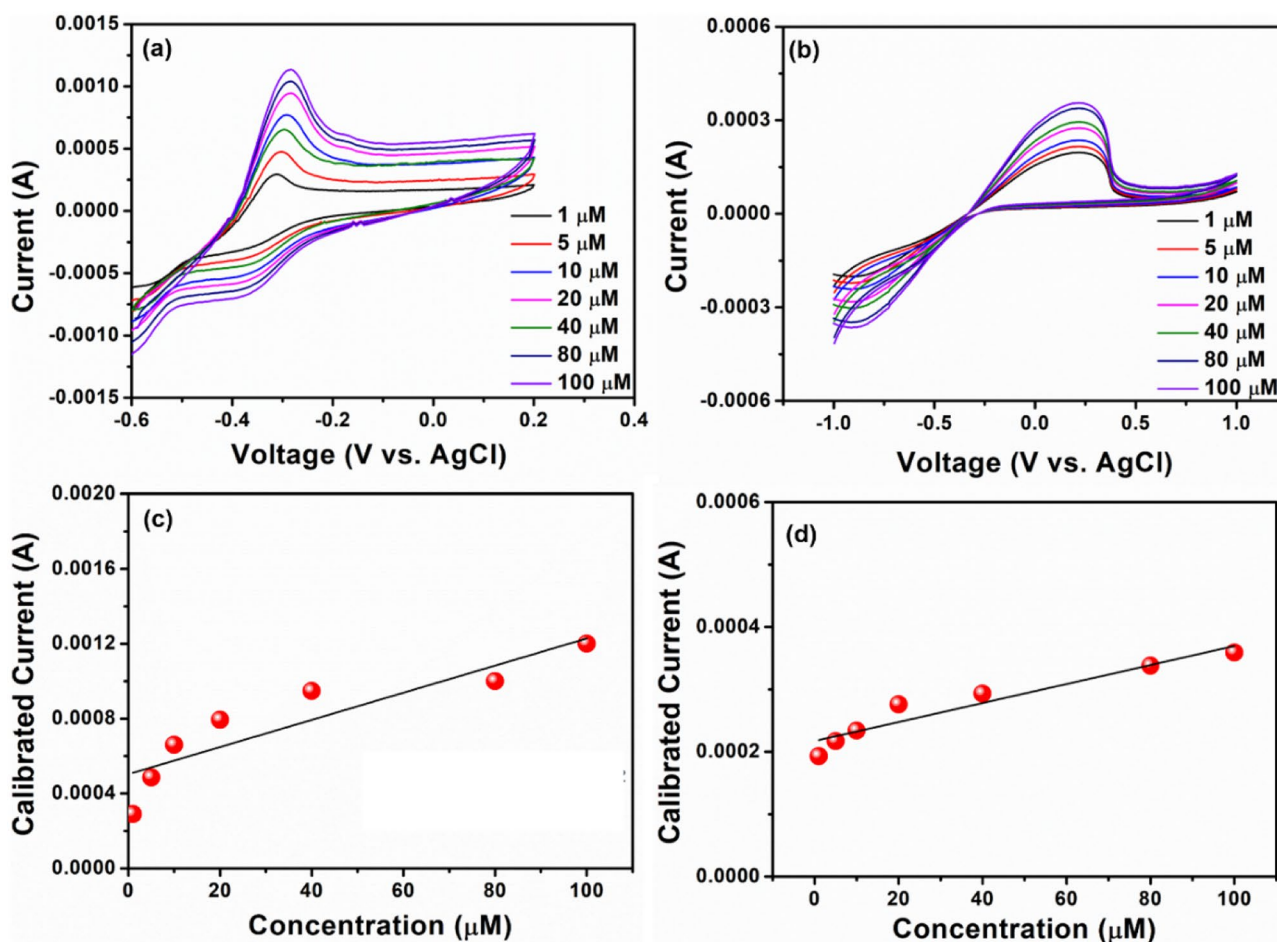 (a)
0.0015
0.0010
0.0005
0.0000
-0.0005
-0.0010
-0.0015
Current (A)
-0.6 -0.4 -0.2 0.0 0.2 0.4
Voltage (V vs. AgCl)
1 μM
5 μM
10 μM
20 μM
40 μM
80 μM
100 μM
(b)
0.0006
0.0003
0.0000
-0.0003
-0.0006
Current (A)
-1.0 -0.5 0.0 0.5 1.0
Voltage (V vs. AgCl)
1 μM
5 μM
10 μM
20 μM
40 μM
80 μM
100 μM
(c)
0.0020
0.0016
0.0012
0.0008
0.0004
0.0000
Calibrated Current (A)
0 20 40 60 80 100
Concentration (μM)
(d)
0.0006
0.0004
0.0002
0.0000
Calibrated Current (A)
0 20 40 60 80 100
Concentration (μM)